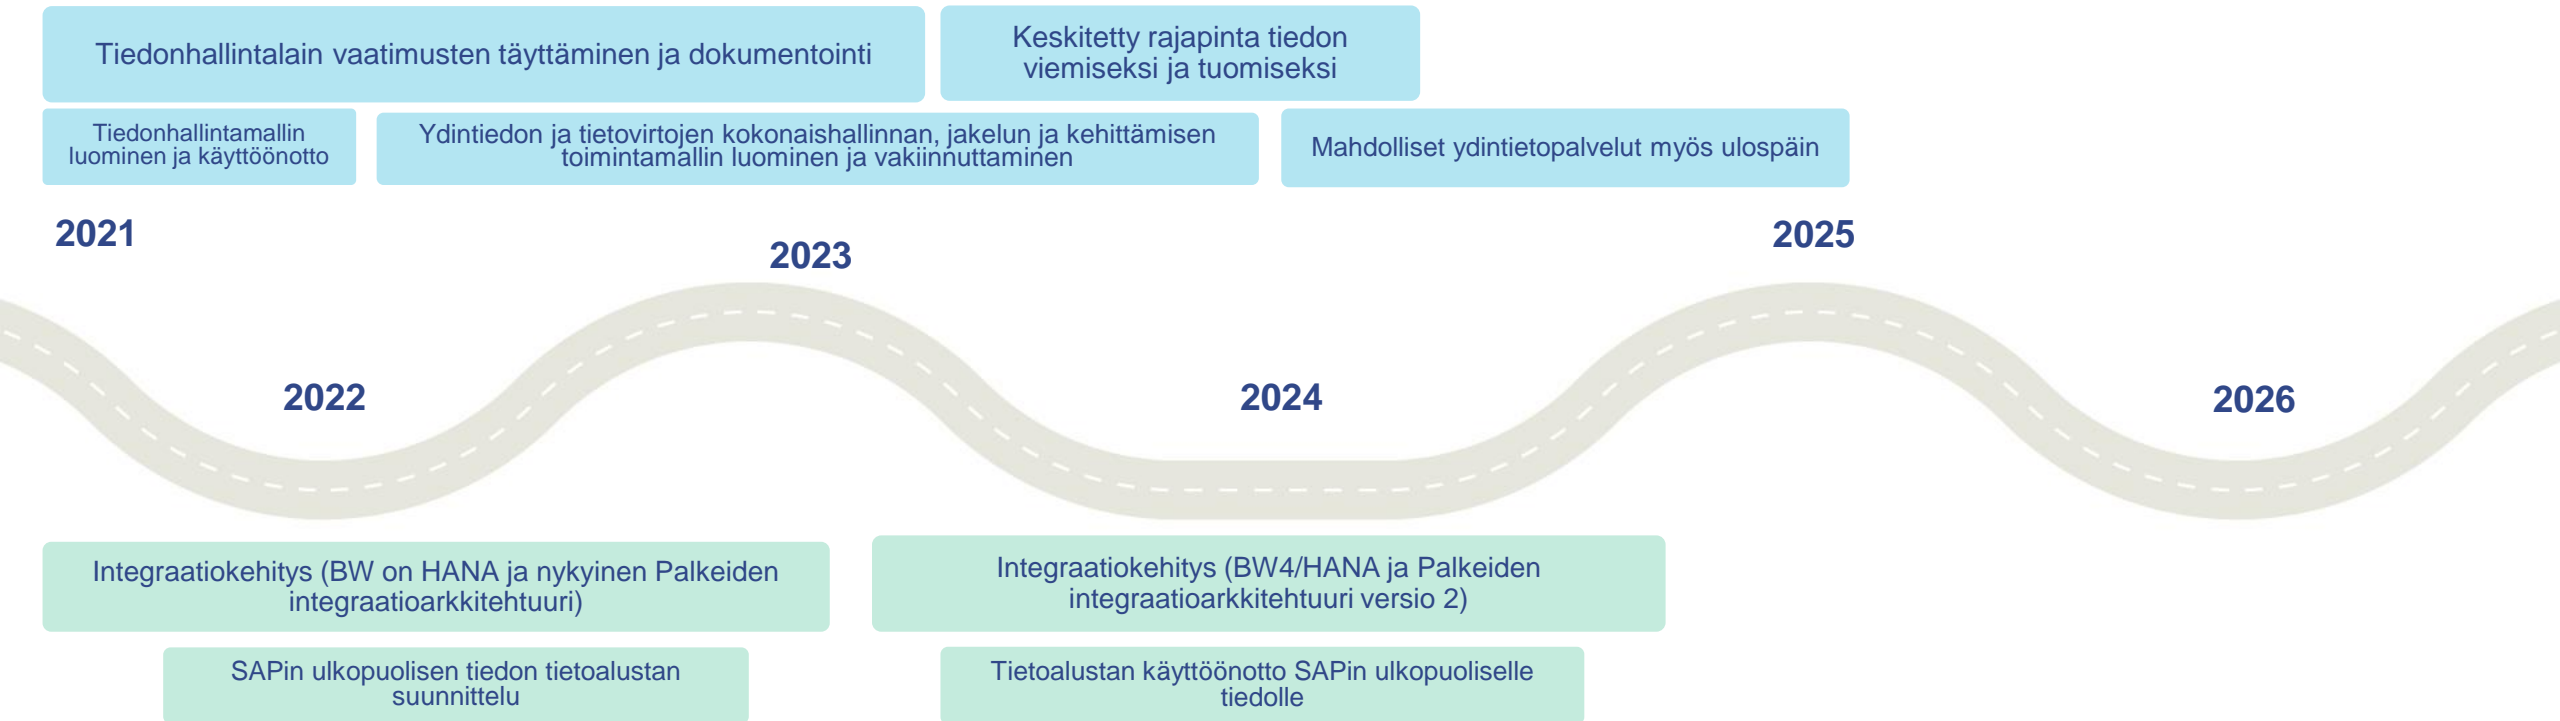 Tiedonhallintalain vaatimusten täyttäminen ja dokumentointi
Keskitetty rajapinta tiedon
viemiseksi ja tuomiseksi
Tiedonhallintamallin
luominen ja käyttöönotto
Ydintiedon ja tietovirtojen kokonaishallinnan, jakelun ja kehittämisen
toimintamallin luominen ja vakiinnuttaminen
Mahdolliset ydintietopalvelut myös ulospäin
2021
2023
2025
2022
2024
2026
Integraatiokehitys (BW on HANA ja nykyinen Palkeiden
integraatioarkkitehtuuri)
Integraatiokehitys (BW4/HANA ja Palkeiden
integraatioarkkitehtuuri versio 2)
SAPin ulkopuolisen tiedon tietoalustan
suunnittelu
Tietoalustan käyttöönotto SAPin ulkopuoliselle
tiedolle